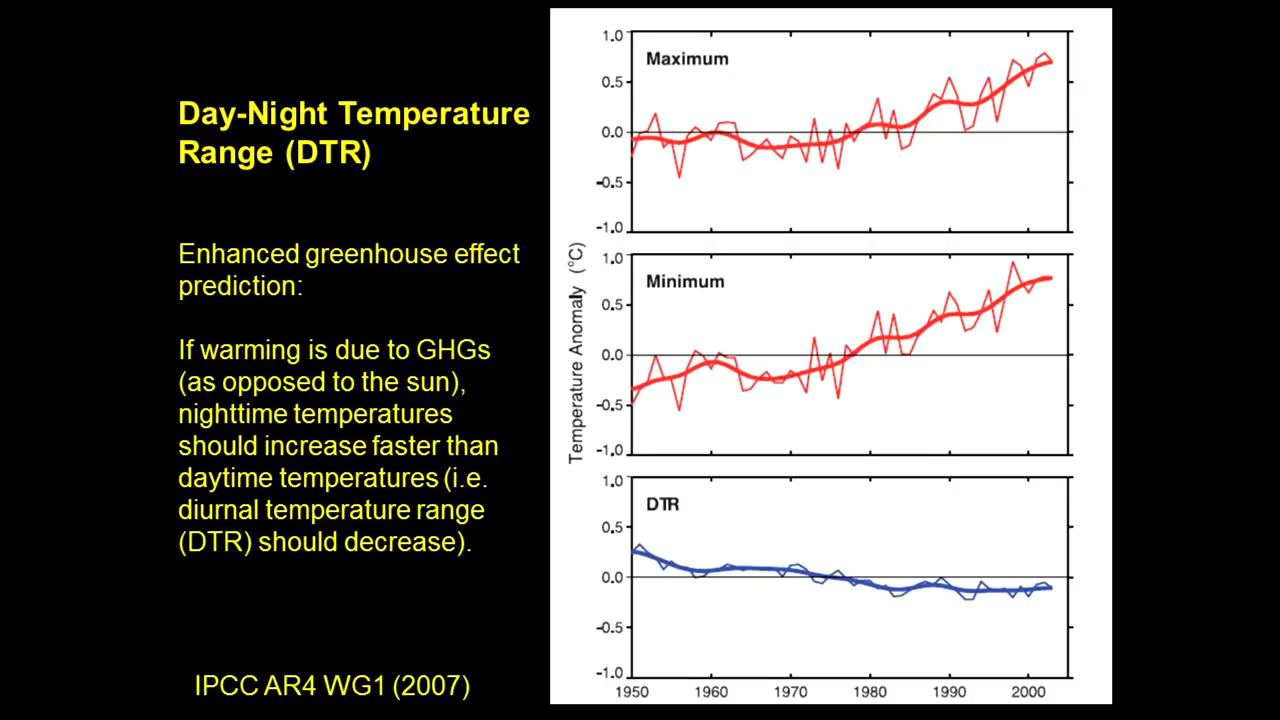 Day-Night Temperature
Range (DTR)
Enhanced greenhouse effect
prediction:
If warming is due to GHGs
(as opposed to the sun),
nighttime temperatures
should increase faster than
daytime temperatures (i.e.
diurnal temperature range
(DTR) should decrease).
IPCC AR4 WG1 (2007)
Temperature Anomaly (°C)
1.0
Maximum
0.5
0.0
-0.5
-1.0
1.0
Minimum
0.5
0.0
-0.5
-1.0
1.0
DTR
0.5
0.0
-0.5
-1.0
1950 1960 1970 1980 1990 2000